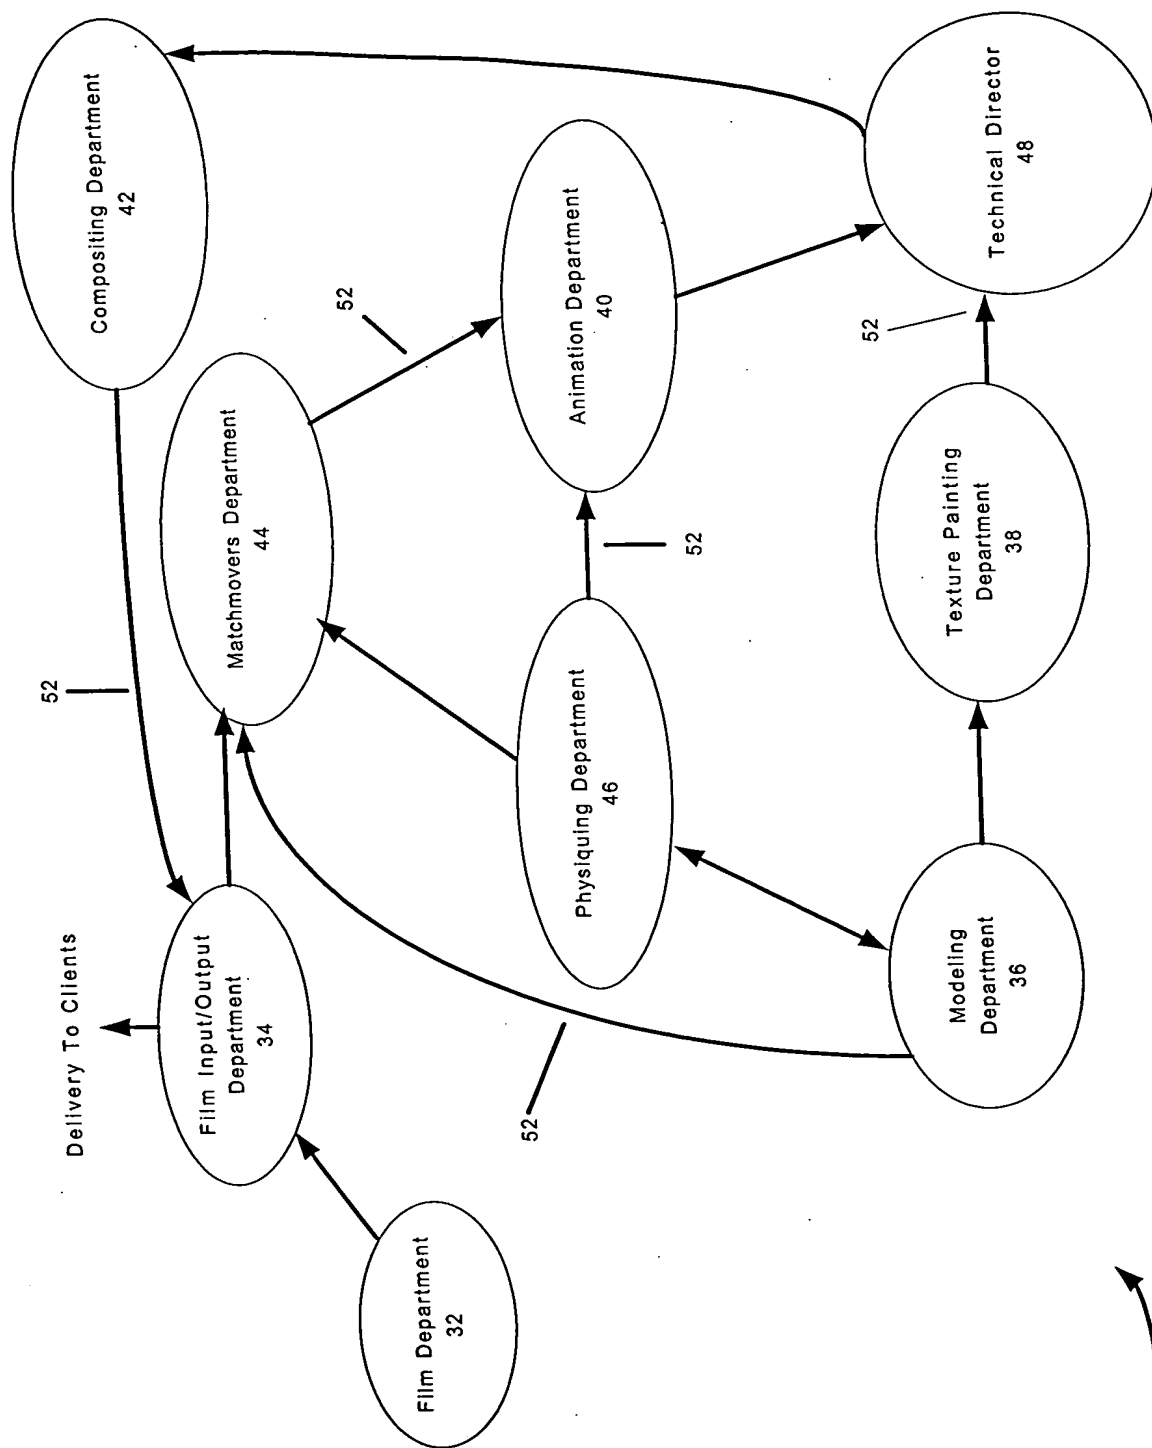 Delivery To Clients
Film Input/Output
Department
34
Film Department
32
52
52
Compositing Department
42
Matchmovers Department
44
52
Physiquing Department
46
52
Animation Department
40
Modeling
Department
36
Texture Painting
Department
38
52
Technical Director
48